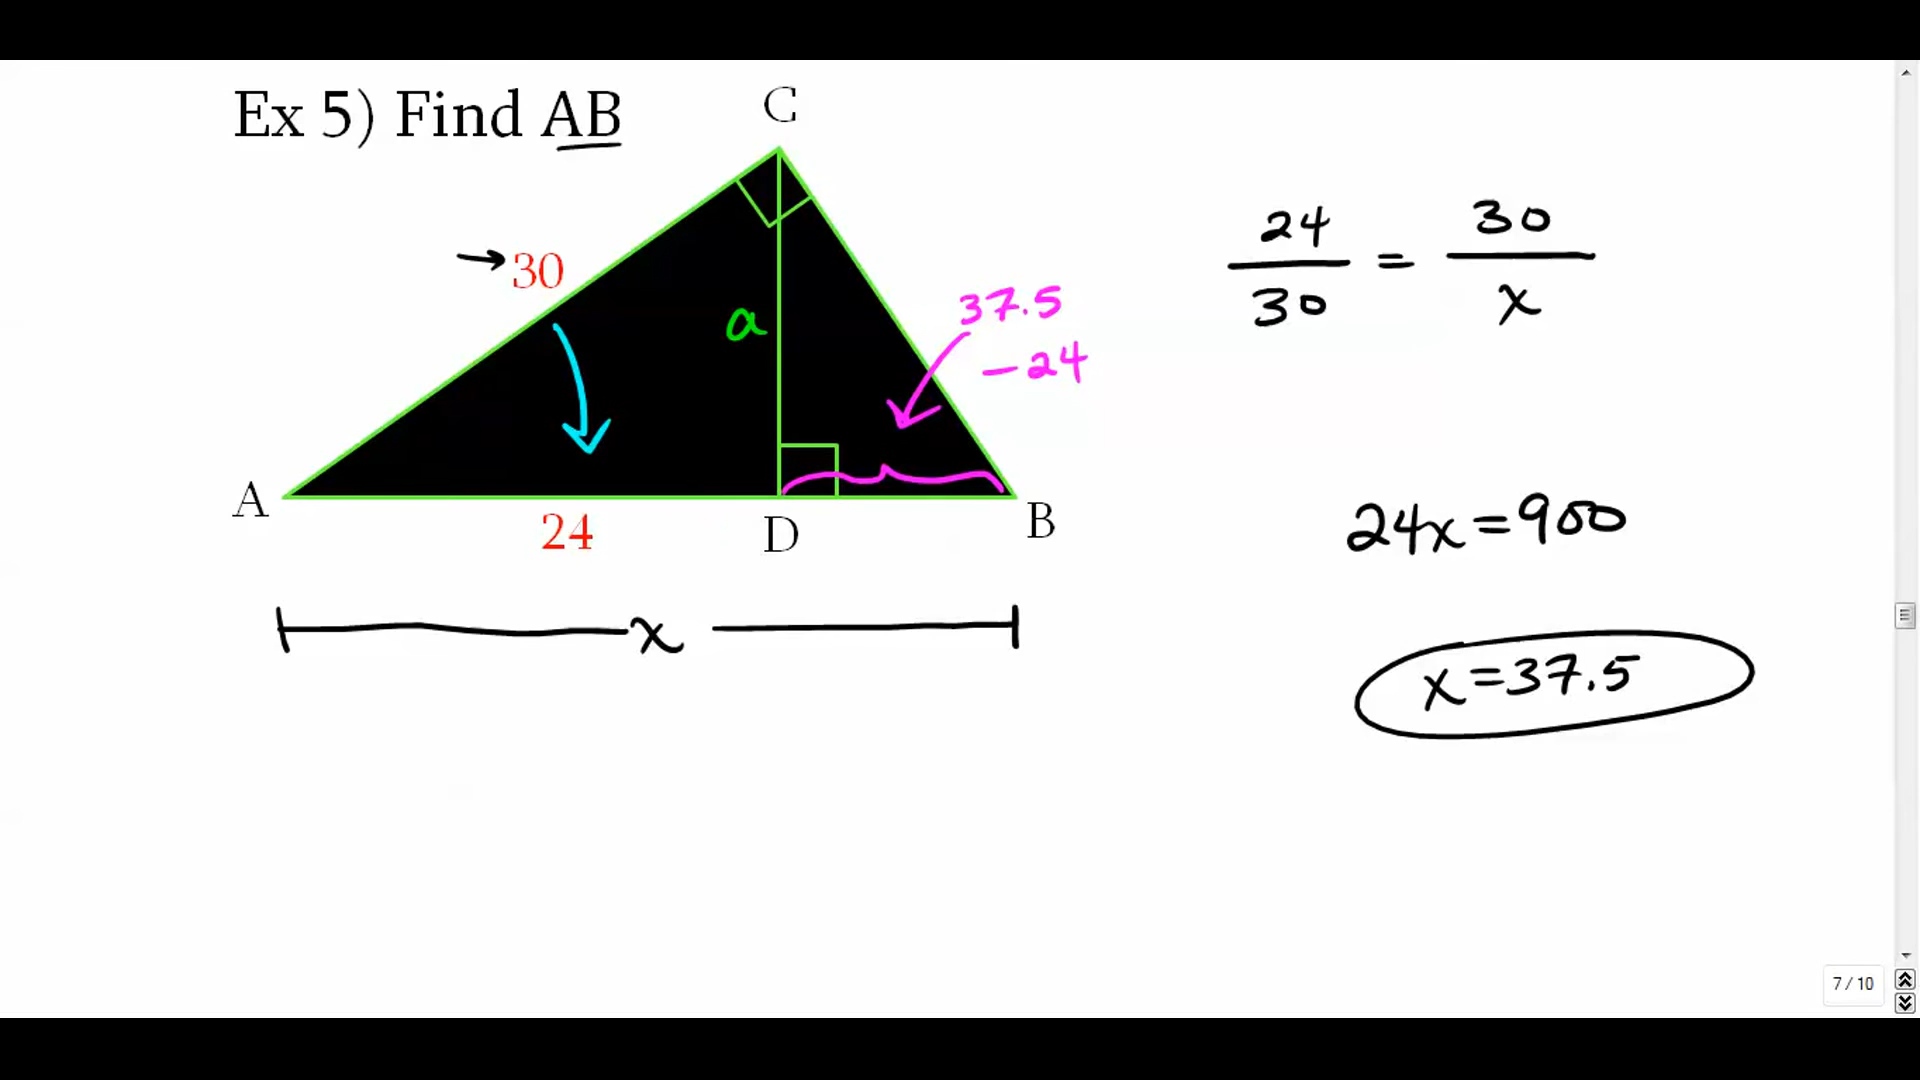 Ex 5) Find AB
C
→30
a
37.5
−24
A
24
D
B
x
24/30 = 30/x
24x=900
x=37.5
7 / 10